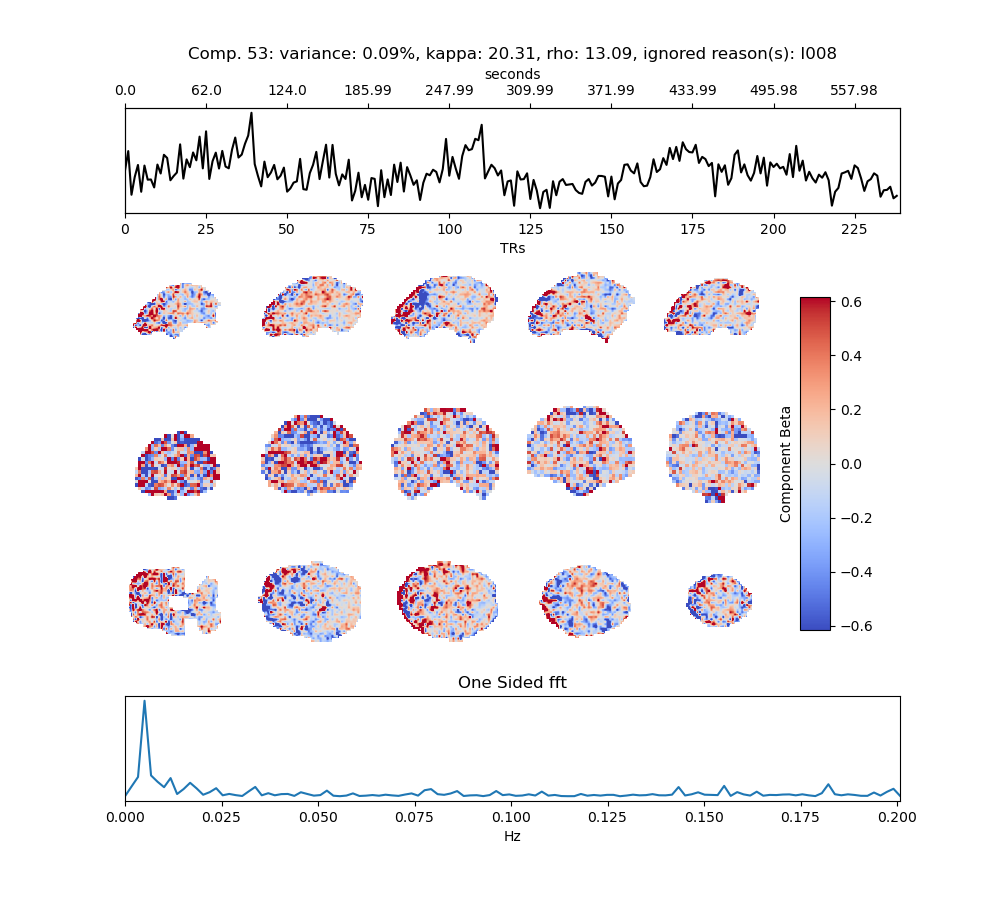 Comp. 53: variance: 0.09%, kappa: 20.31, rho: 13.09, ignored reason(s): I008
seconds
0.0 62.0 124.0 185.99 247.99 309.99 371.99 433.99 495.98 557.98
0 25 50 75 100 125 150 175 200 225
TRs
0.6
0.4
0.2
0.0
−0.2
−0.4
−0.6
Component Beta
One Sided fft
0.000 0.025 0.050 0.075 0.100 0.125 0.150 0.175 0.200
Hz